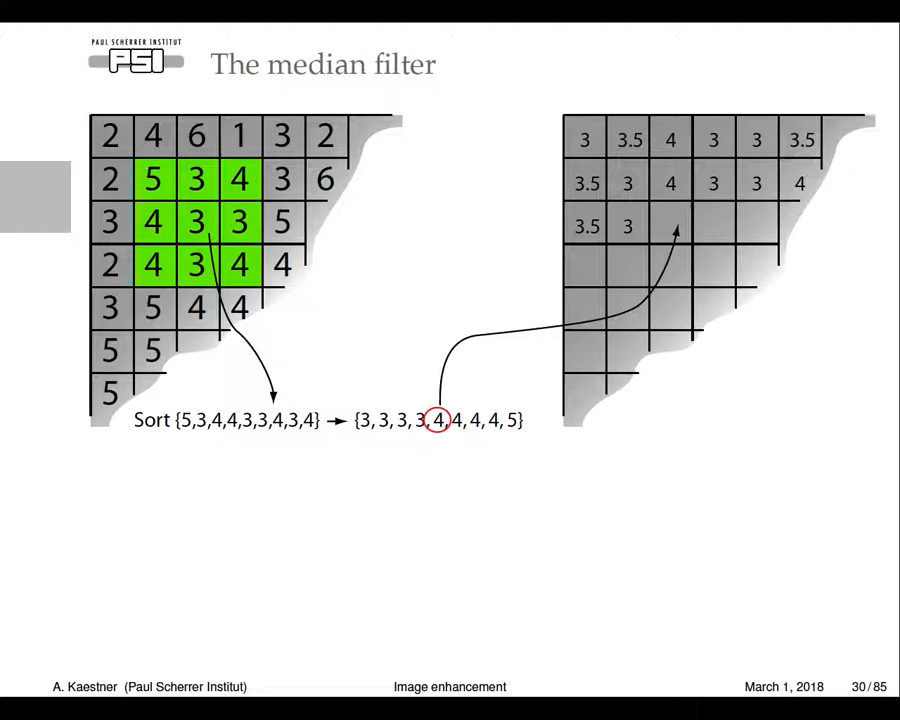 PAUL SCHERRER INSTITUT
PSI
The median filter
2 4 6 1 3 2
2 5 3 4 3 6
3 4 3 3 5
2 4 3 4 4
3 5 4 4
5 5
5
3 3.5 4 3 3 3.5
3.5 3 4 3 3 4
3.5 3
Sort {5,3,4,4,3,3,4,3,4} → {3, 3, 3, 3, 4, 4, 4, 4, 5}
A. Kaestner (Paul Scherrer Institut)
Image enhancement
March 1, 2018
30 / 85